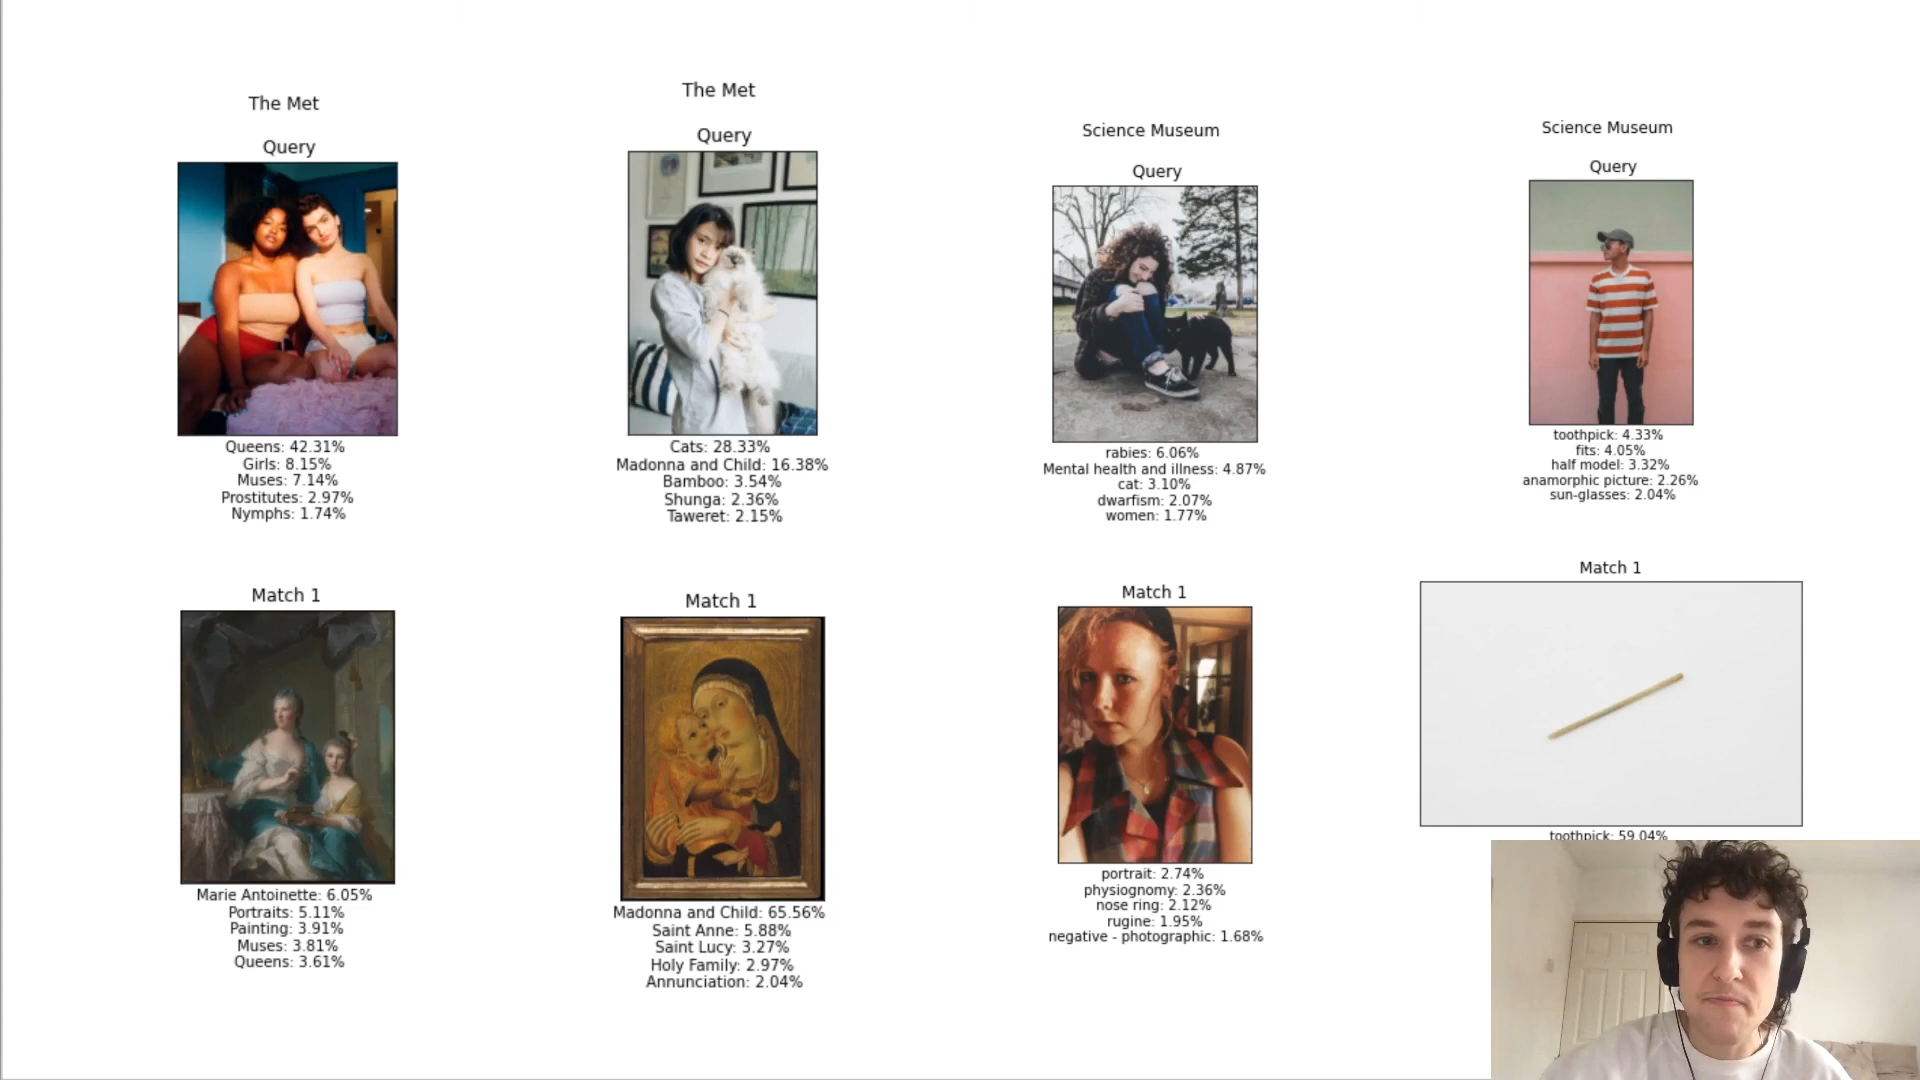 The Met
Query
Queens: 42.31%
Girls: 8.15%
Muses: 7.14%
Prostitutes: 2.97%
Nymphs: 1.74%
Match 1
Marie Antoinette: 6.05%
Portraits: 5.11%
Painting: 3.91%
Muses: 3.81%
Queens: 3.61%
The Met
Query
Cats: 28.33%
Madonna and Child: 16.38%
Bamboo: 3.54%
Shunga: 2.36%
Taweret: 2.15%
Match 1
Madonna and Child: 65.56%
Saint Anne: 5.88%
Saint Lucy: 3.27%
Holy Family: 2.97%
Annunciation: 2.04%
Science Museum
Query
rabies: 6.06%
Mental health and illness: 4.87%
cat: 3.10%
dwarfism: 2.07%
women: 1.77%
Match 1
portrait: 2.74%
physiognomy: 2.36%
nose ring: 2.12%
rugine: 1.95%
negative - photographic: 1.68%
Science Museum
Query
toothpick: 4.33%
fits: 4.05%
half model: 3.32%
anamorphic picture: 2.26%
sun-glasses: 2.04%
Match 1
toothpick: 59.04%